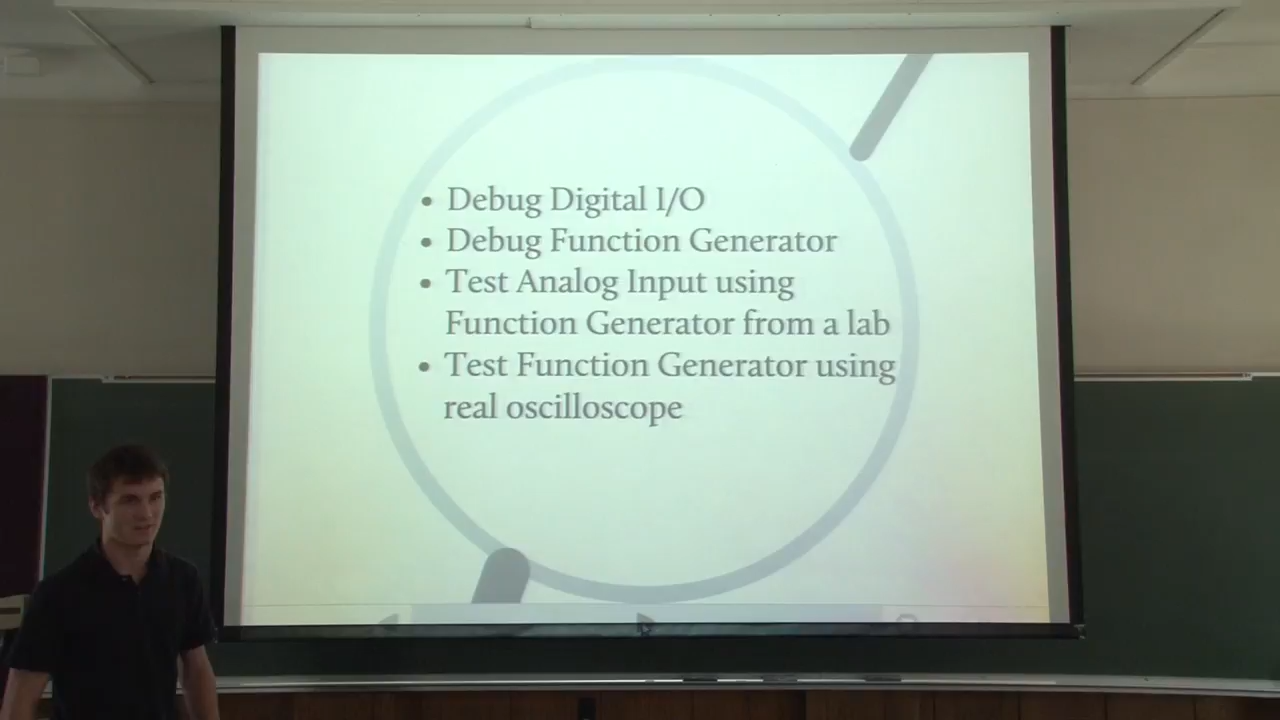 • Debug Digital I/O
• Debug Function Generator
• Test Analog Input using
Function Generator from a lab
• Test Function Generator using
real oscilloscope